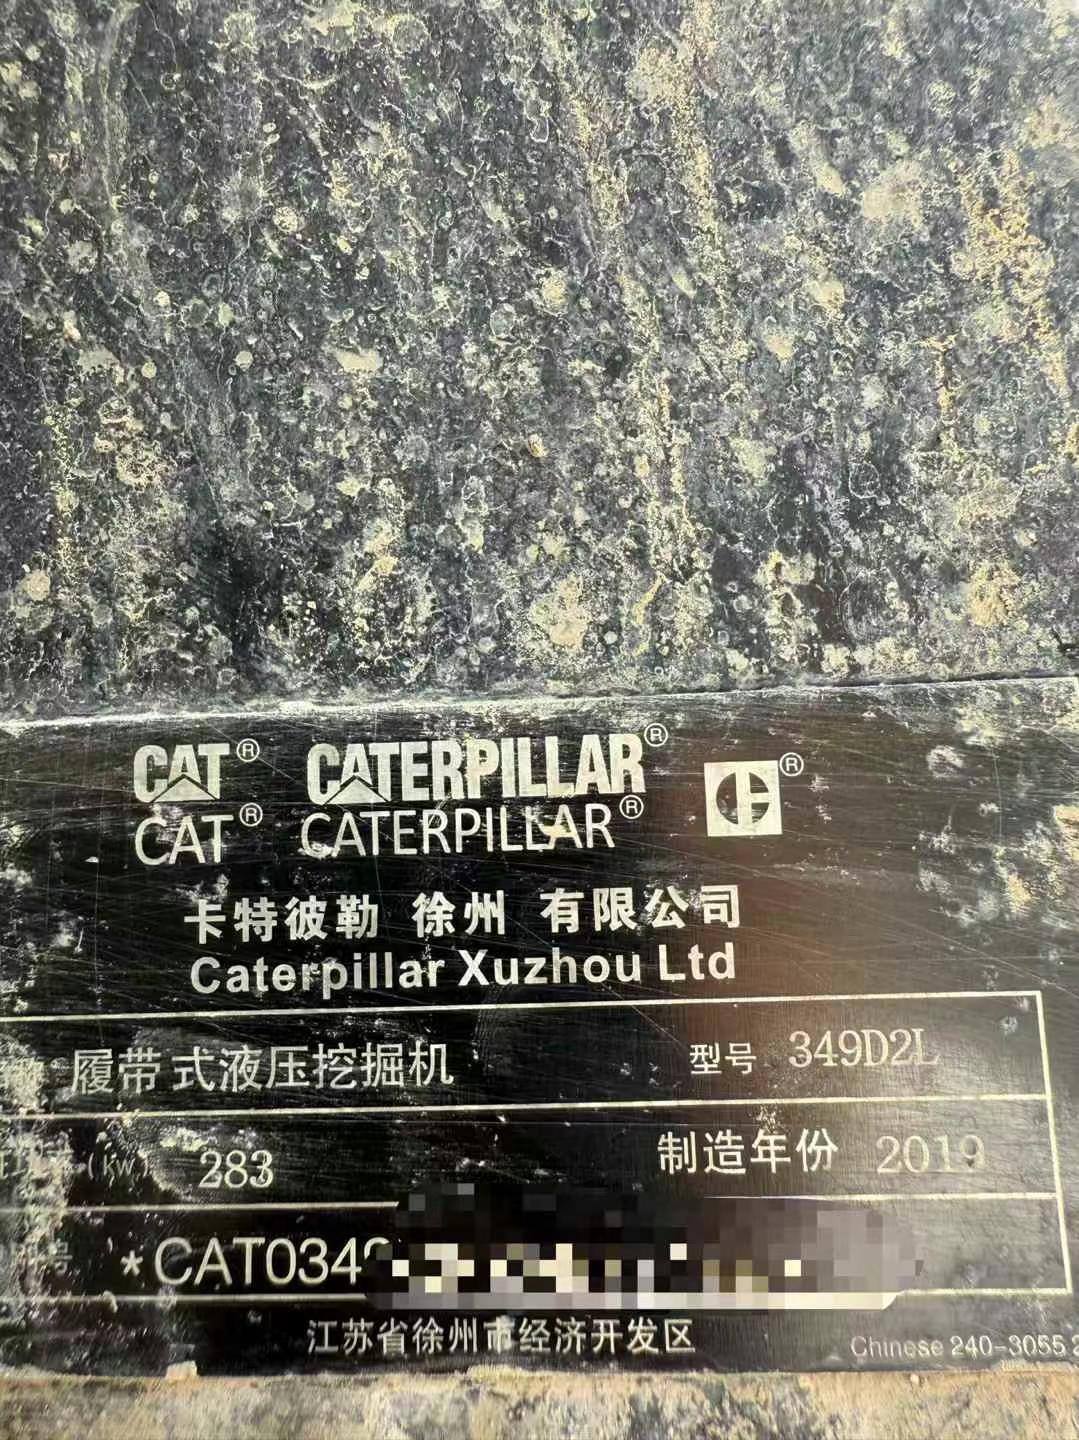 CAT® CATERPILLAR®
CAT® CATERPILLAR®
卡特彼勒 徐州 有限公司
Caterpillar Xuzhou Ltd
履带式液压挖掘机 型号 349D2L
(kw) 283 制造年份 2019
*CAT034
江苏省徐州市经济开发区
Chinese 240-3055